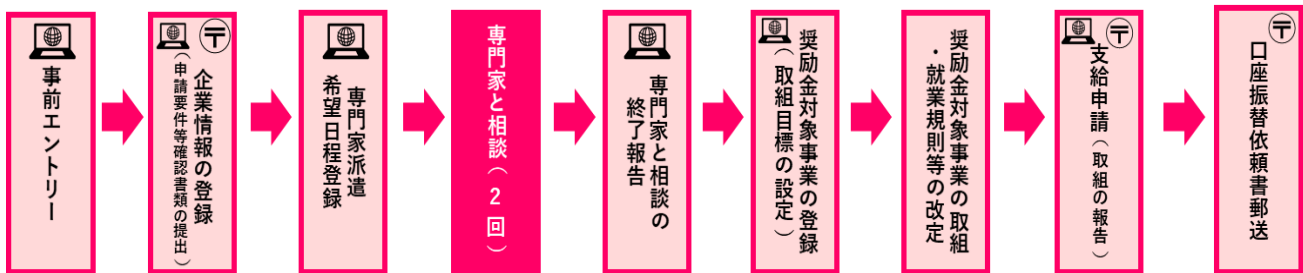 事前エントリー
〒
企業情報の登録
（申請要件等確認書類の提出）
専門家派遣
希望日程登録
専門家と相談（２回）
専門家と相談の
終了報告
奨励金対象事業の登録
（取組目標の設定）
奨励金対象事業の取組
・就業規則等の改定
〒
支給申請（取組の報告）
〒
口座振替依頼書郵送